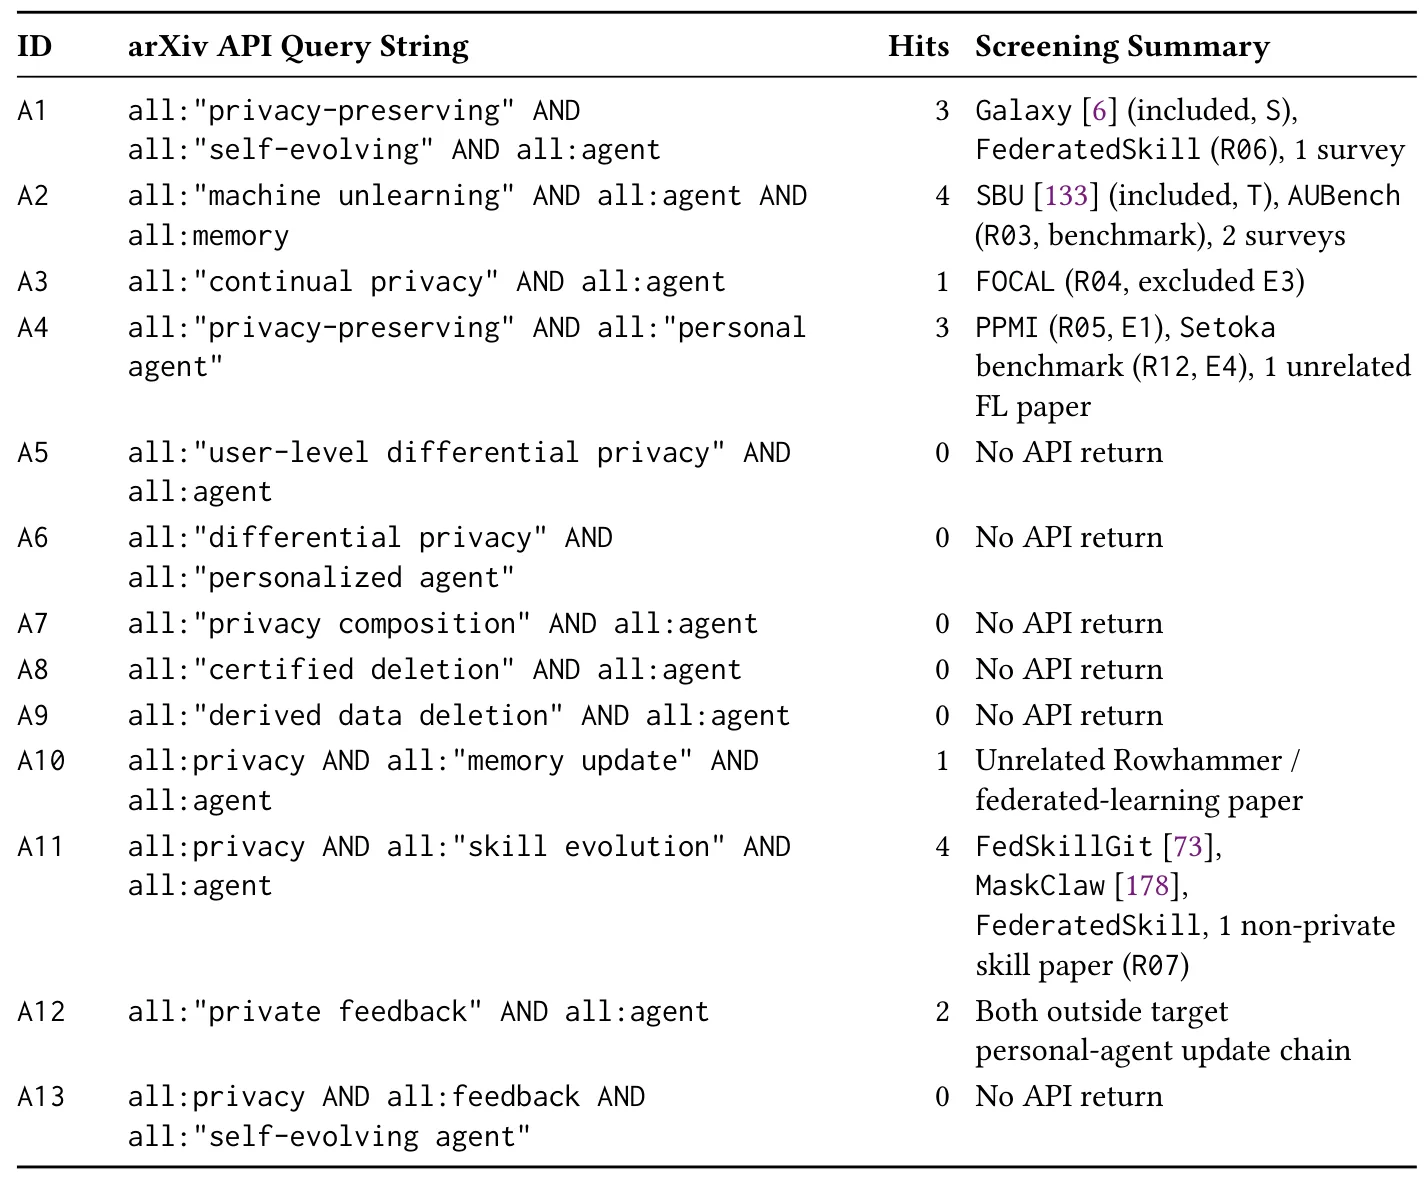 ID arXiv API Query String Hits Screening Summary
A1 all:"privacy-preserving" AND 3 Galaxy [6] (included, S),
all:"self-evolving" AND all:agent FederatedSkill (R06), 1 survey
A2 all:"machine unlearning" AND all:agent AND 4 SBU [133] (included, T), AUBench
all:memory (R03, benchmark), 2 surveys
A3 all:"continual privacy" AND all:agent 1 FOCAL (R04, excluded E3)
A4 all:"privacy-preserving" AND all:"personal 3 PPMI (R05, E1), Setoka
agent" benchmark (R12, E4), 1 unrelated
FL paper
A5 all:"user-level differential privacy" AND 0 No API return
all:agent
A6 all:"differential privacy" AND 0 No API return
all:"personalized agent"
A7 all:"privacy composition" AND all:agent 0 No API return
A8 all:"certified deletion" AND all:agent 0 No API return
A9 all:"derived data deletion" AND all:agent 0 No API return
A10 all:privacy AND all:"memory update" AND 1 Unrelated Rowhammer /
all:agent federated-learning paper
A11 all:privacy AND all:"skill evolution" AND 4 FedSkillGit [73],
all:agent MaskClaw [178],
FederatedSkill, 1 non-private
skill paper (R07)
A12 all:"private feedback" AND all:agent 2 Both outside target
personal-agent update chain
A13 all:privacy AND all:feedback AND 0 No API return
all:"self-evolving agent"